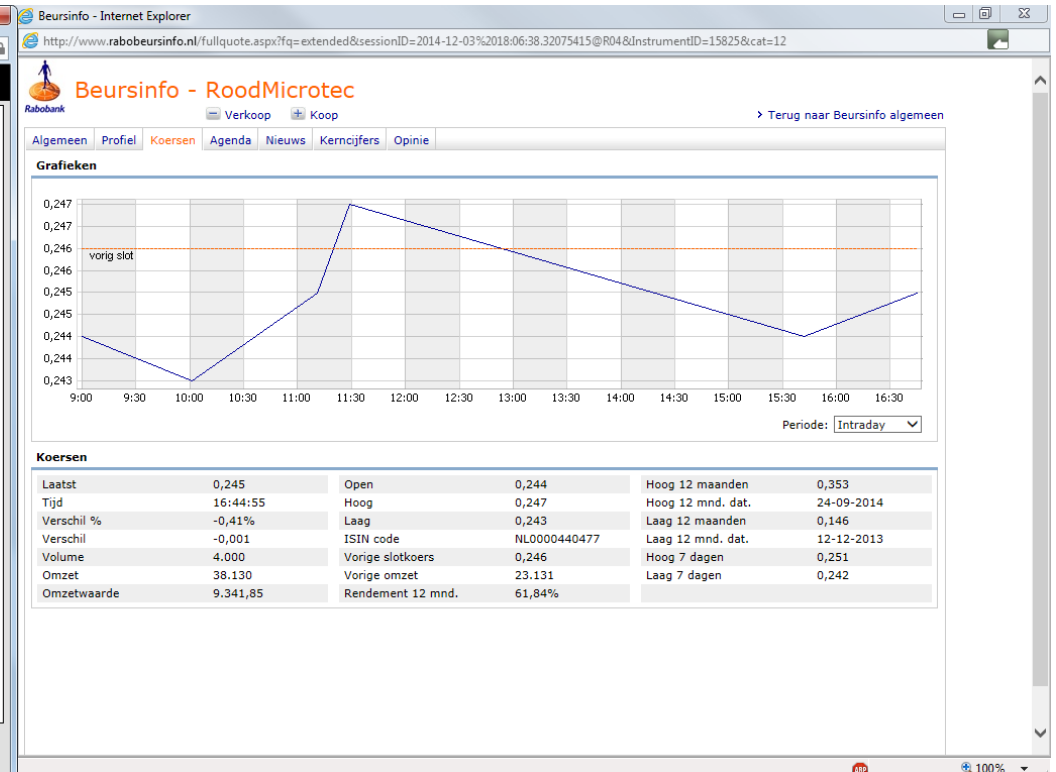 Beursinfo - Internet Explorer
http://www.rabobeursinfo.nl/fullquote.aspx?fq=extended&sessionID=2014-12-03%2018:06:38.32075415@R04&InstrumentID=15825&cat=12
Rabobank
Beursinfo - RoodMicrotec
Verkoop Koop
> Terug naar Beursinfo algemeen
Algemeen Profiel Koersen Agenda Nieuws Kerncijfers Opinie
Grafieken
0,247
0,247
0,246
vorig slot
0,246
0,245
0,245
0,244
0,244
0,243
9:00 9:30 10:00 10:30 11:00 11:30 12:00 12:30 13:00 13:30 14:00 14:30 15:00 15:30 16:00 16:30
Periode: Intraday
Koersen
Laatst 0,245 Open 0,244 Hoog 12 maanden 0,353
Tijd 16:44:55 Hoog 0,247 Hoog 12 mnd. dat. 24-09-2014
Verschil % -0,41% Laag 0,243 Laag 12 maanden 0,146
Verschil -0,001 ISIN code NL0000440477 Laag 12 mnd. dat. 12-12-2013
Volume 4.000 Vorige slotkoers 0,246 Hoog 7 dagen 0,251
Omzet 38.130 Vorige omzet 23.131 Laag 7 dagen 0,242
Omzetwaarde 9.341,85 Rendement 12 mnd. 61,84%
ABP
100%